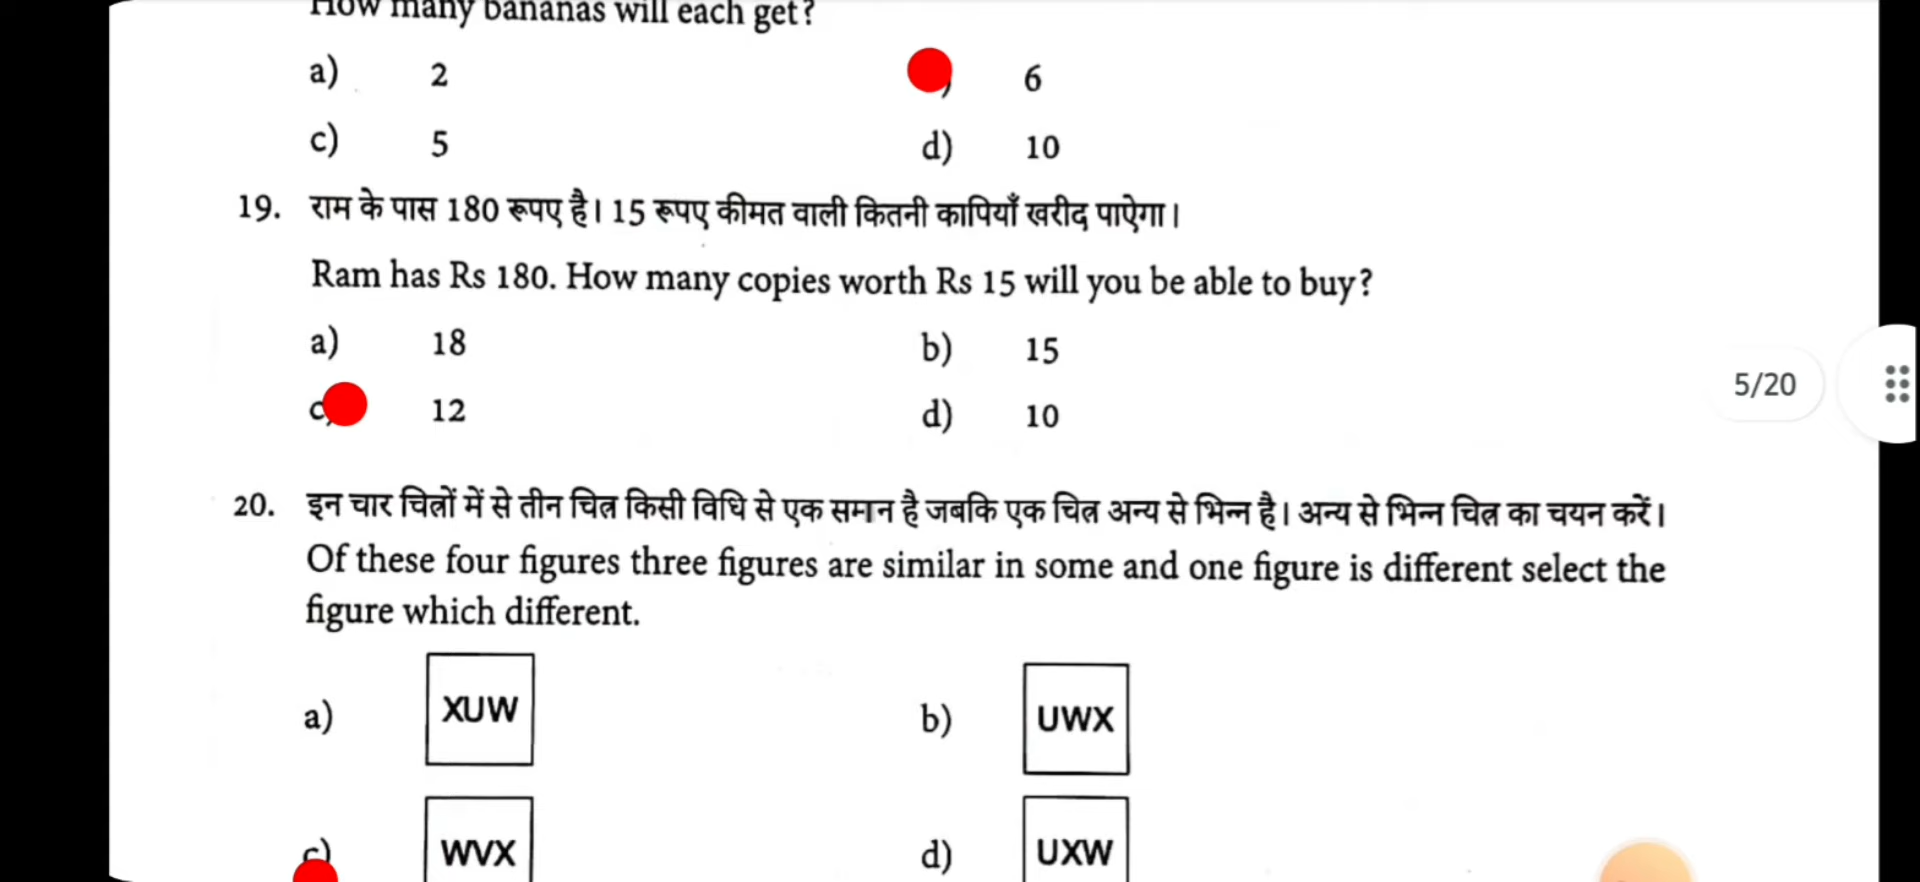 How many bananas will each get?
a) 2 6
c) 5 d) 10
19. राम के पास 180 रूपए है। 15 रूपए कीमत वाली कितनी कापियाँ खरीद पाऐगा।
Ram has Rs 180. How many copies worth Rs 15 will you be able to buy?
a) 18 b) 15
c) 12 d) 10
5/20
20. इन चार चित्रों में से तीन चित्र किसी विधि से एक समान है जबकि एक चित्र अन्य से भिन्न है। अन्य से भिन्न चित्र का चयन करें।
Of these four figures three figures are similar in some and one figure is different select the
figure which different.
a) XUW b) UWX
c) WVX d) UXW